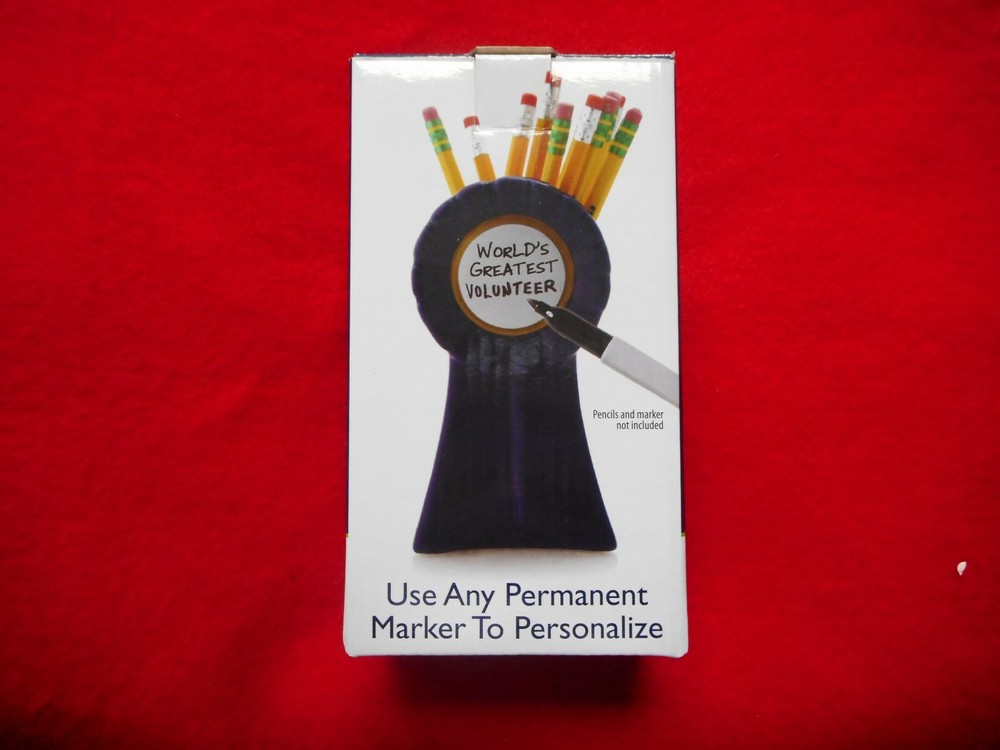 WORLD'S
GREATEST
VOLUNTEER
Pencils and marker
not included
Use Any Permanent
Marker To Personalize